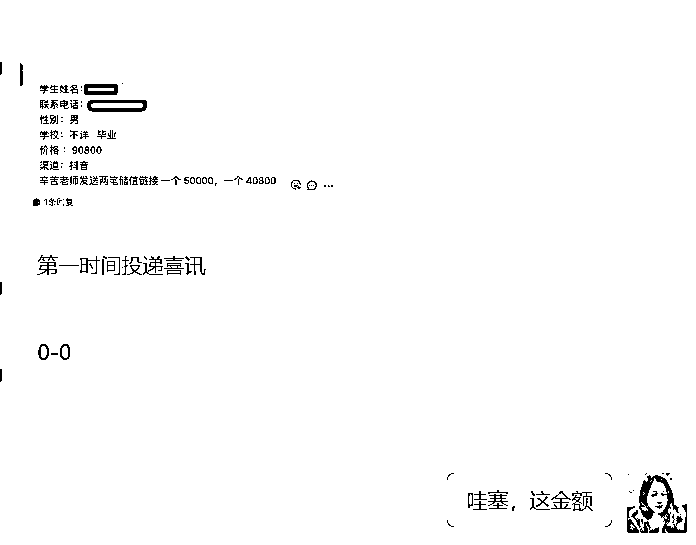 学生姓名：
联系电话：
性别：男
学校：不详 毕业
价格：90800
渠道：抖音
辛苦老师发送两笔储值链接一个 50000，一个 40800
1条回复
第一时间投递喜讯
0-0
哇塞，这金额